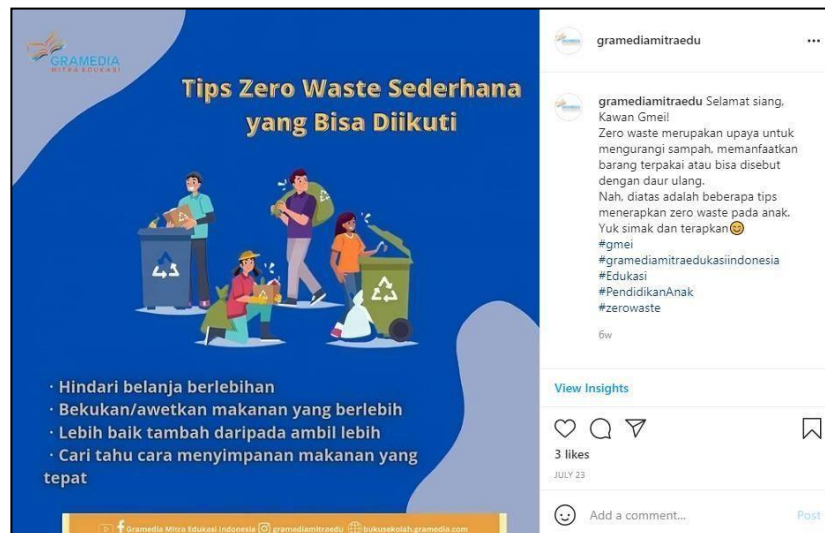 GRAMEDIA
MITRA EDUKASI
Tips Zero Waste Sederhana
yang Bisa Diikuti
· Hindari belanja berlebihan
· Bekukan/awetkan makanan yang berlebih
· Lebih baik tambah daripada ambil lebih
· Cari tahu cara menyimpanan makanan yang
tepat
Gramedia Mitra Edukasi Indonesia gramediamitraedu bukusekolah.gramedia.com
gramediamitraedu
gramediamitraedu Selamat siang,
Kawan Gmei!
Zero waste merupakan upaya untuk
mengurangi sampah, memanfaatkan
barang terpakai atau bisa disebut
dengan daur ulang.
Nah, diatas adalah beberapa tips
menerapkan zero waste pada anak.
Yuk simak dan terapkan😊
#gmei
#gramediamitraedukasiindonesia
#Edukasi
#PendidikanAnak
#zerowaste
6w
View Insights
3 likes
JULY 23
Add a comment... Post